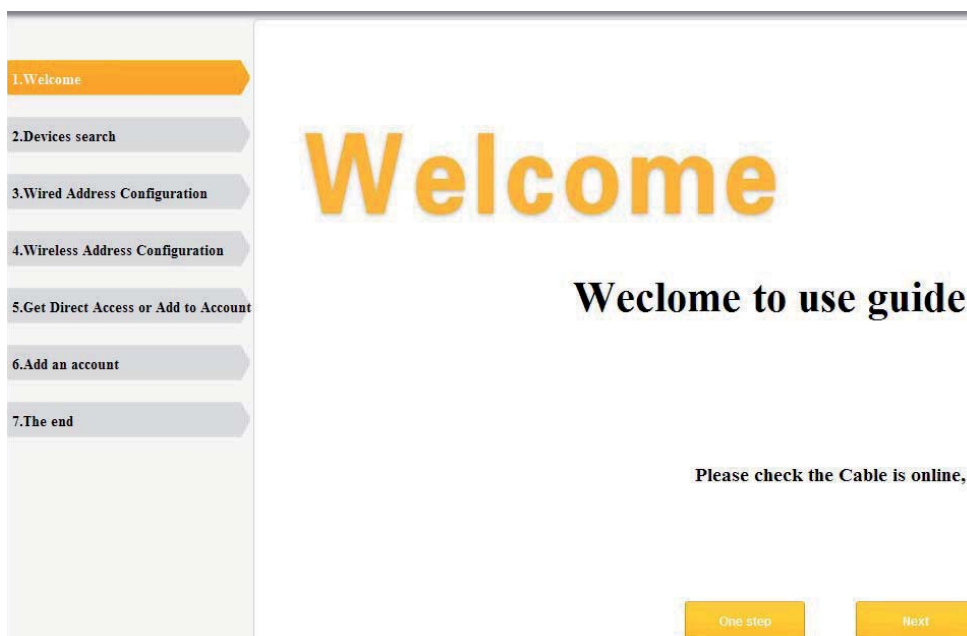 1.Welcome
2.Devices search
3.Wired Address Configuration
4.Wireless Address Configuration
5.Get Direct Access or Add to Account
6.Add an account
7.The end
Welcome
Weclome to use guide
Please check the Cable is online,
One step
Next